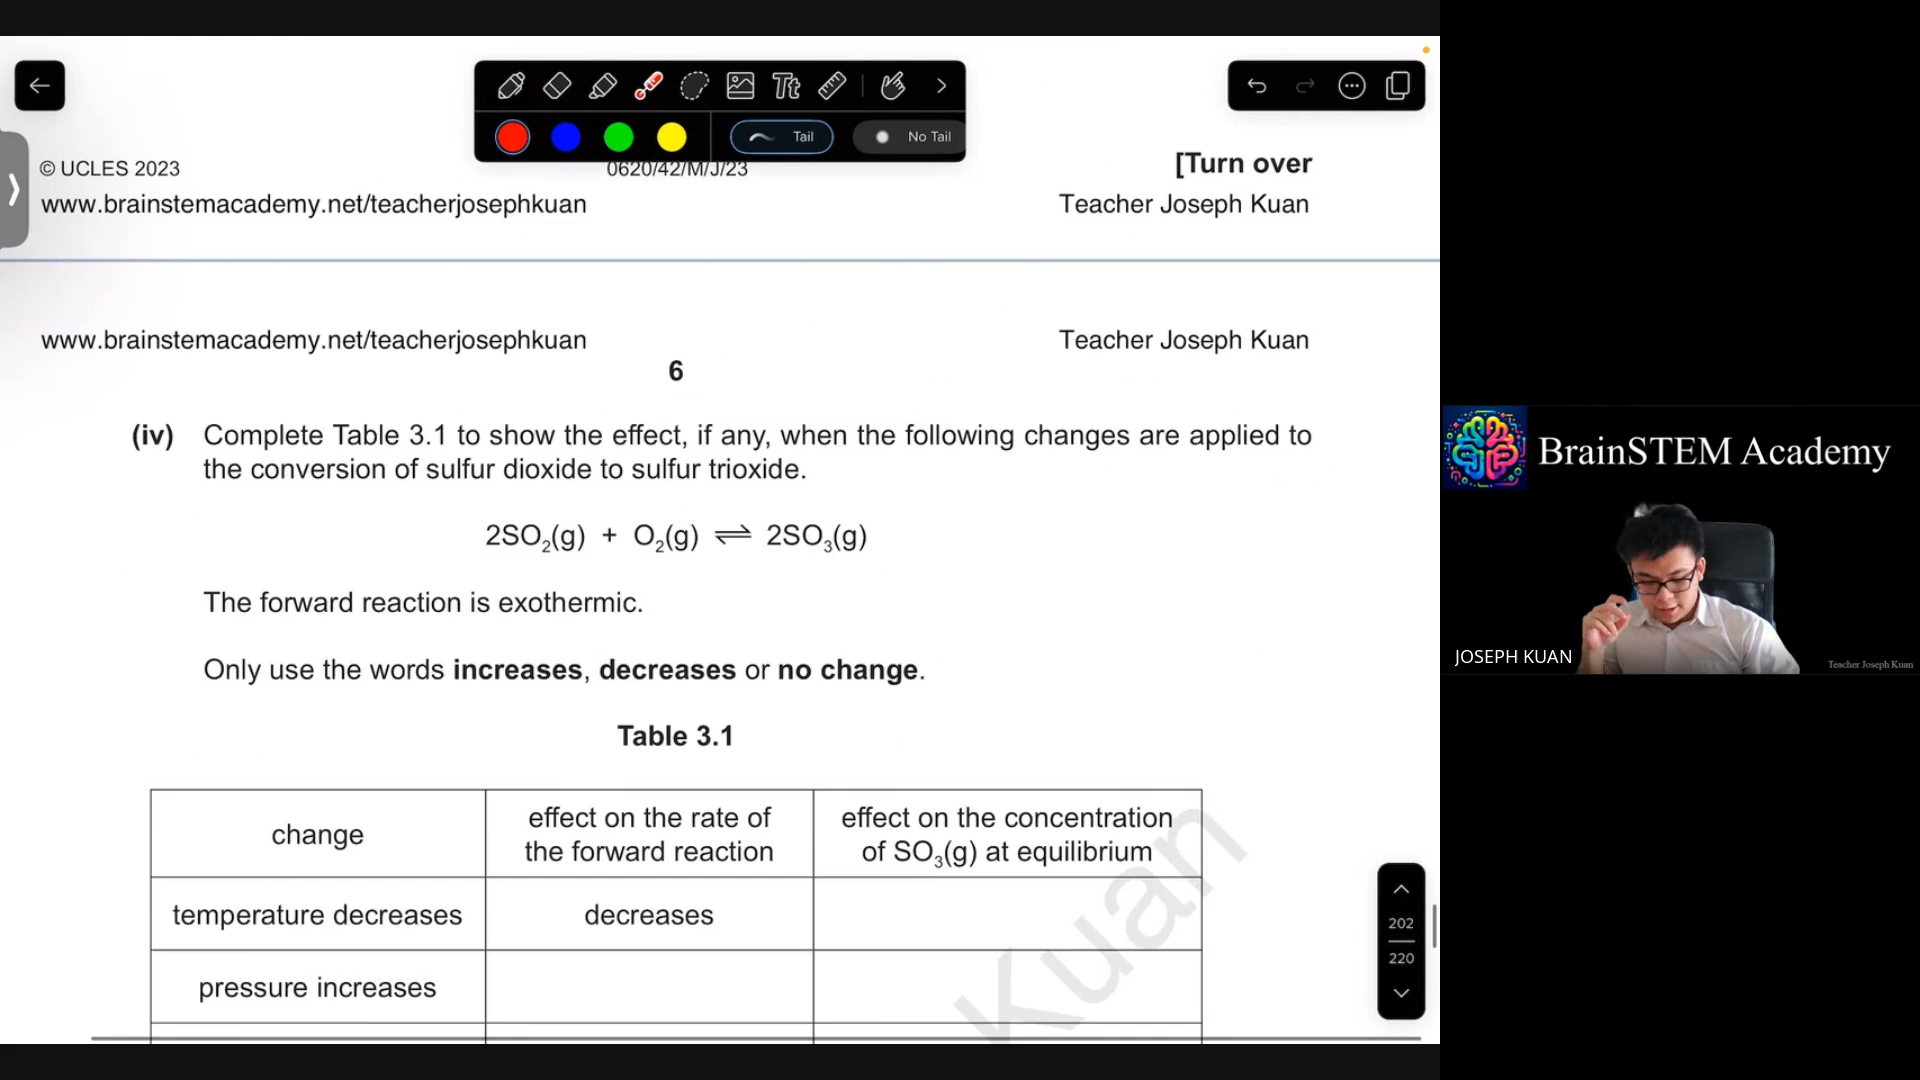 Tt
Tail
No Tail
© UCLES 2023
0620/42/M/J/23
[Turn over
www.brainstemacademy.net/teacherjosephkuan
Teacher Joseph Kuan
www.brainstemacademy.net/teacherjosephkuan
Teacher Joseph Kuan
6
(iv) Complete Table 3.1 to show the effect, if any, when the following changes are applied to
the conversion of sulfur dioxide to sulfur trioxide.
2SO₂(g) + O₂(g) ⇌ 2SO₃(g)
The forward reaction is exothermic.
Only use the words increases, decreases or no change.
Table 3.1
change
effect on the rate of
the forward reaction
effect on the concentration
of SO₃(g) at equilibrium
temperature decreases
decreases
pressure increases
Kuan
202
220
BrainSTEM Academy
JOSEPH KUAN
Teacher Joseph Kuan